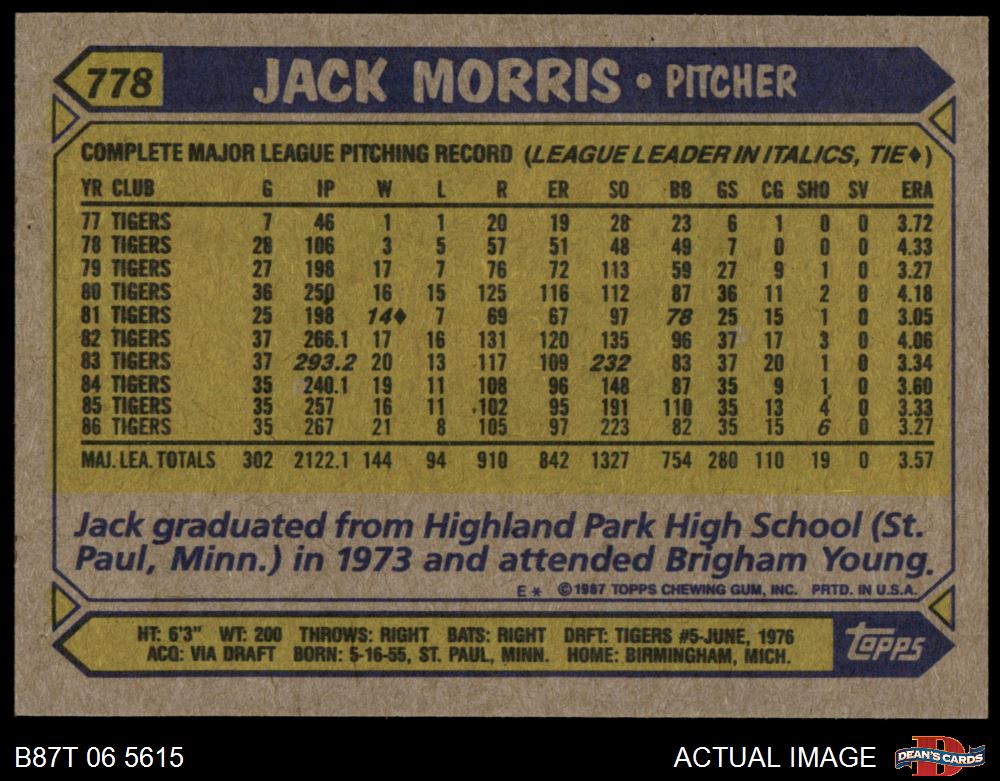 778 JACK MORRIS • PITCHER
COMPLETE MAJOR LEAGUE PITCHING RECORD (LEAGUE LEADER IN ITALICS, TIE♦)
YR CLUB G IP W L R ER SO BB GS CG SHO SV ERA
77 TIGERS 7 46 1 1 20 19 28 23 6 1 0 0 3.72
78 TIGERS 28 106 3 5 57 51 48 49 7 0 0 0 4.33
79 TIGERS 27 198 17 7 76 72 113 59 27 9 1 0 3.27
80 TIGERS 36 250 16 15 125 116 112 87 36 11 2 0 4.18
81 TIGERS 25 198 14♦ 7 69 67 97 78 25 15 1 0 3.05
82 TIGERS 37 266.1 17 16 131 120 135 96 37 17 3 0 4.06
83 TIGERS 37 293.2 20 13 117 109 232 83 37 20 1 0 3.34
84 TIGERS 35 240.1 19 11 108 96 148 87 35 9 1 0 3.60
85 TIGERS 35 257 16 11 102 95 191 110 35 13 4 0 3.33
86 TIGERS 35 267 21 8 105 97 223 82 35 15 6 0 3.27
MAJ. LEA. TOTALS 302 2122.1 144 94 910 842 1327 754 280 110 19 0 3.57
Jack graduated from Highland Park High School (St.
Paul, Minn.) in 1973 and attended Brigham Young.
E* ©1987 TOPPS CHEWING GUM, INC. PRTD. IN U.S.A.
HT: 6'3" WT: 200 THROWS: RIGHT BATS: RIGHT DRFT: TIGERS #5-JUNE, 1976
ACQ: VIA DRAFT BORN: 5-16-55, ST. PAUL, MINN. HOME: BIRMINGHAM, MICH.
Topps
B87T 06 5615 ACTUAL IMAGE D DEAN'S CARDS